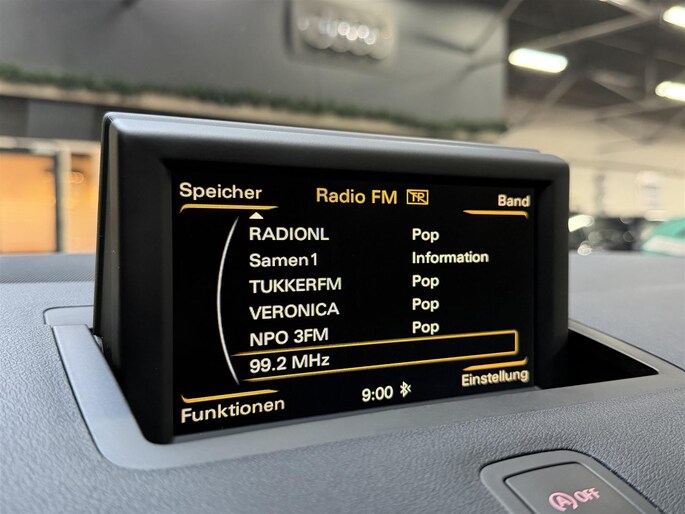 Speicher
Radio FM TR
Band
RADIONL Pop
Samen1 Information
TUKKERFM Pop
VERONICA Pop
NPO 3FM Pop
99.2 MHz
Einstellung
9:00
Funktionen
A OFF